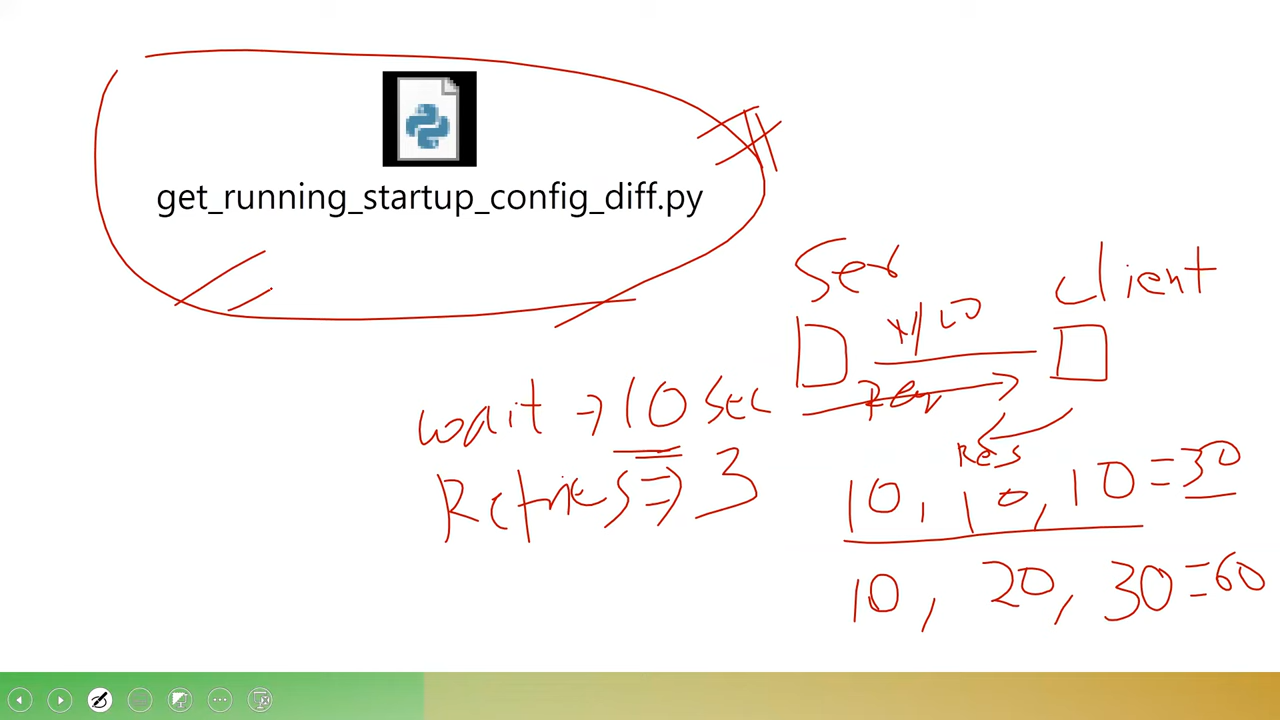 get_running_startup_config_diff.py
Ser client
wait → 10 sec
Res
Retries ⇒ 3
10, 10, 10 = 30
10, 20, 30 = 60